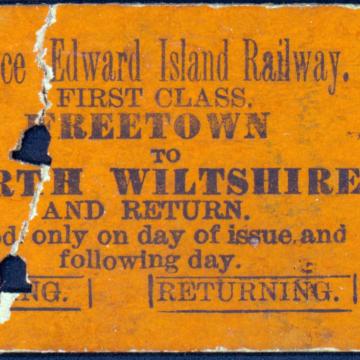 ce Edward Island Railway.
FIRST CLASS.
FREETOWN
TO
RTH WILTSHIRE
AND RETURN.
d only on day of issue and
following day.
NG. RETURNING.